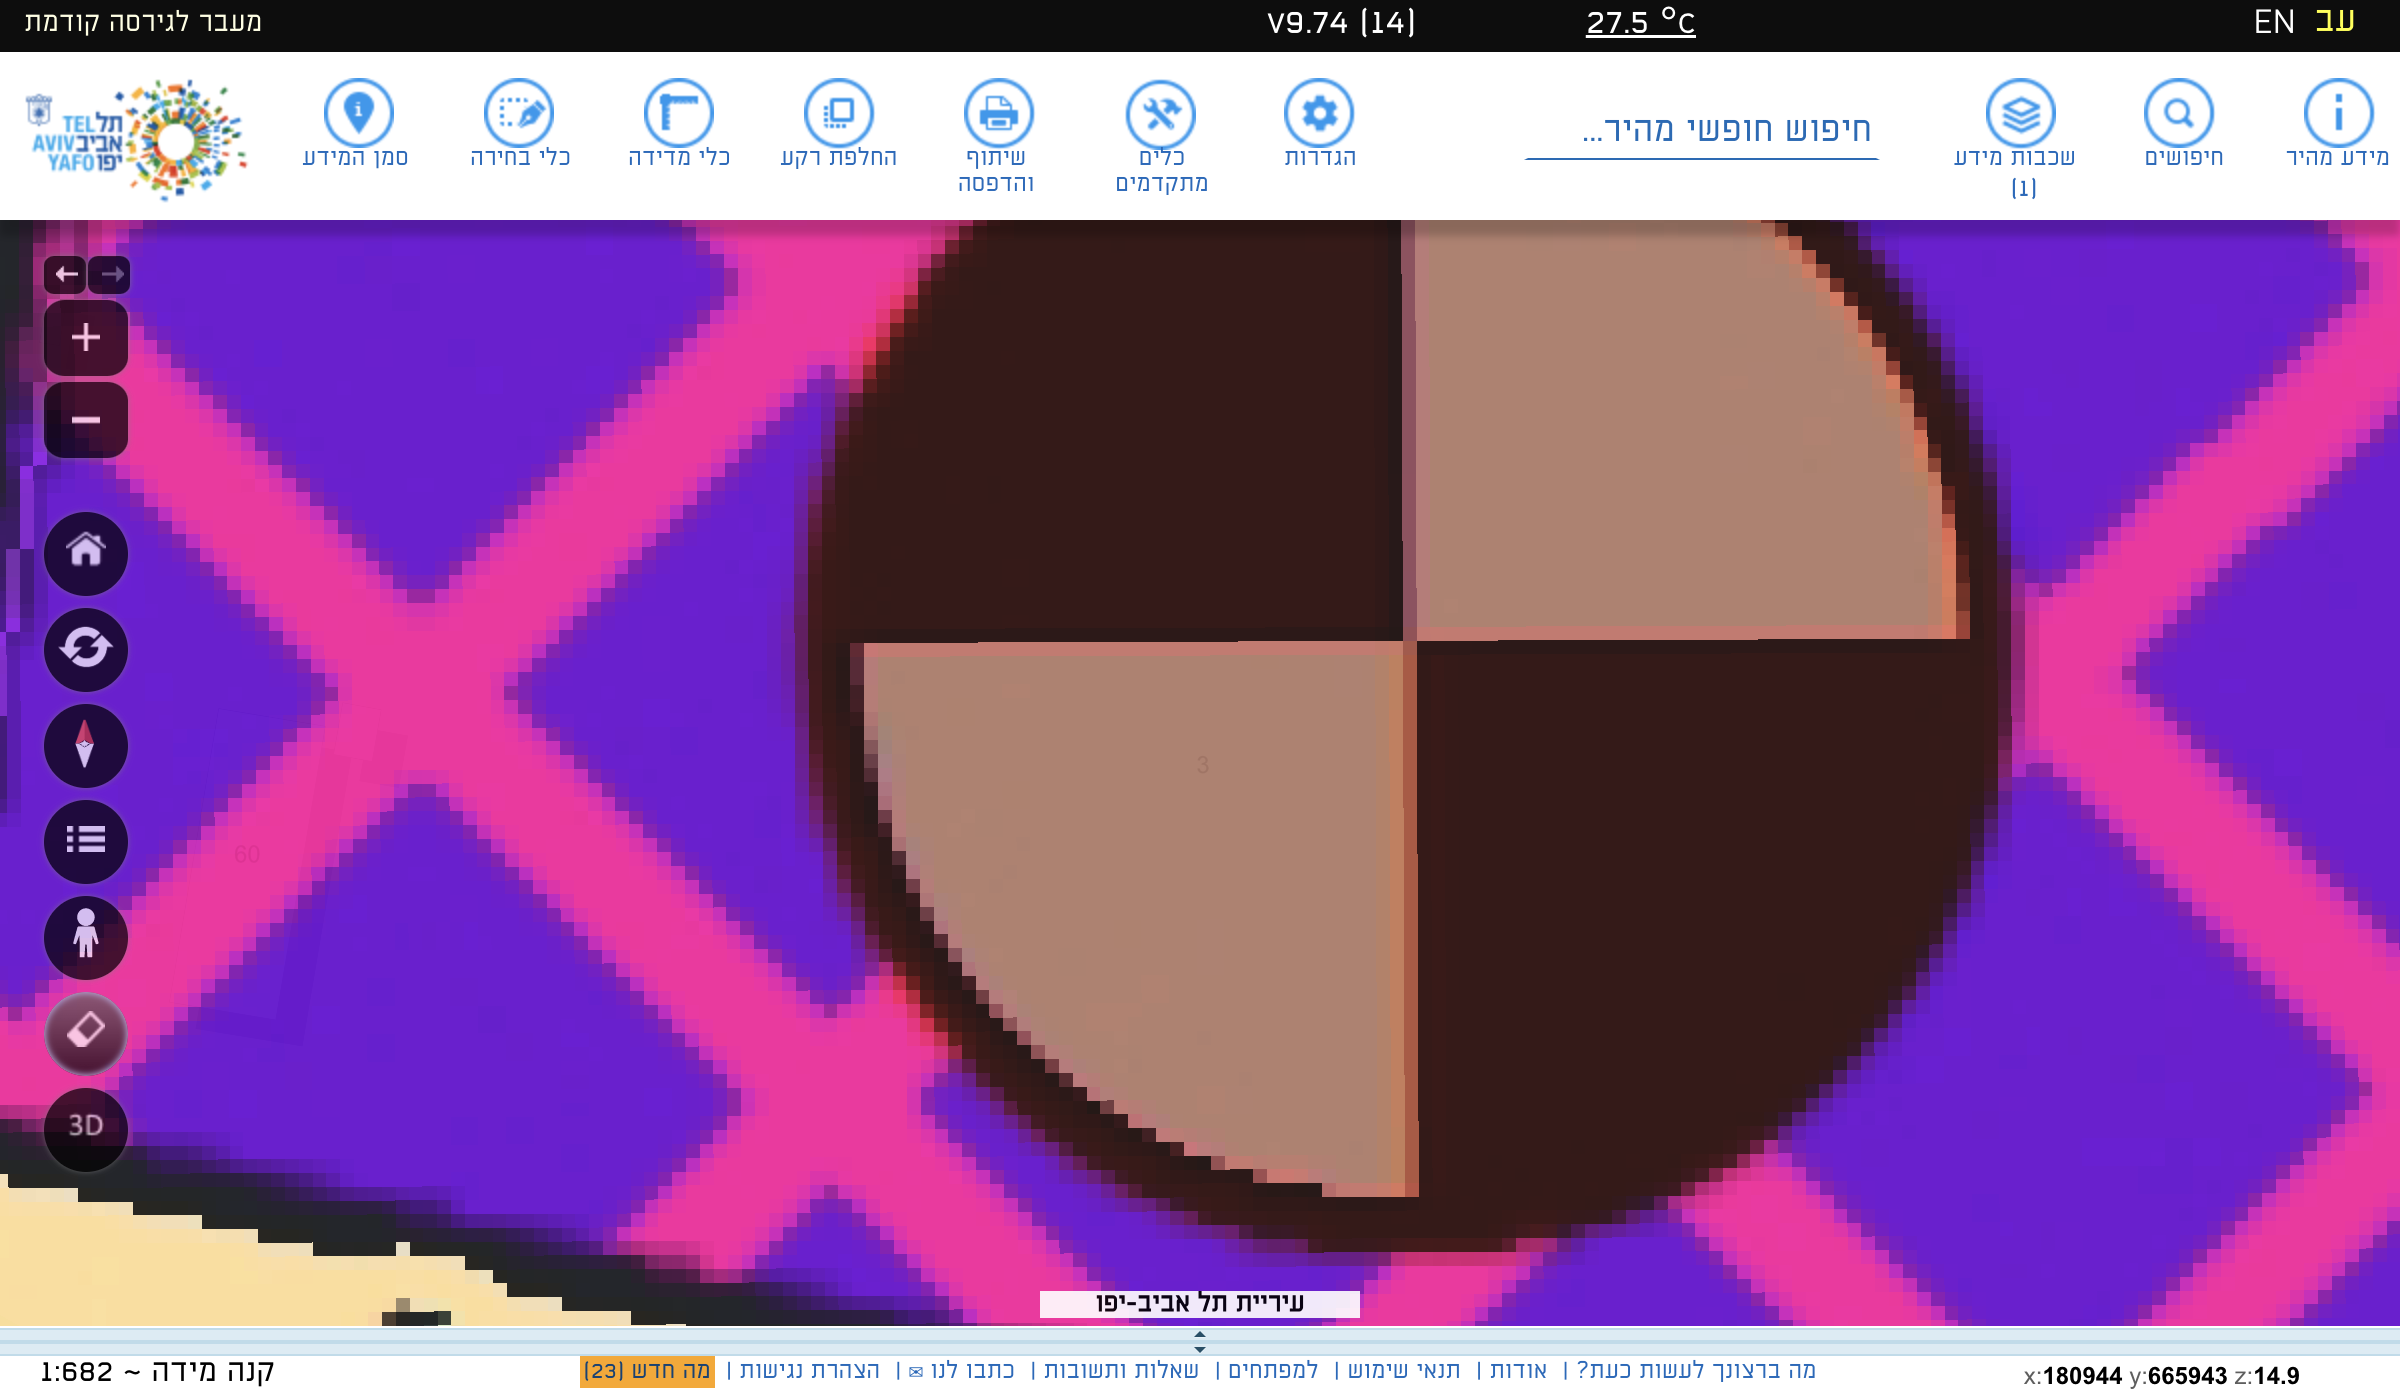 מעבר לגירסה קודמת
V9.74 (14)
27.5 °C
EN עב
תל אביב יפו
TEL AVIV YAFO
סמן המידע
כלי בחירה
כלי מדידה
החלפת רקע
שיתוף והדפסה
כלים מתקדמים
הגדרות
חיפוש חופשי מהיר...
שכבות מידע (1)
חיפושים
מידע מהיר
3D
3
60
עיריית תל אביב-יפו
קנה מידה ~ 1:682
מה ברצונך לעשות כעת? | אודות | תנאי שימוש | למפתחים | שאלות ותשובות | כתבו לנו ✉ | הצהרת נגישות | מה חדש (23)
x:180944 y:665943 z:14.9